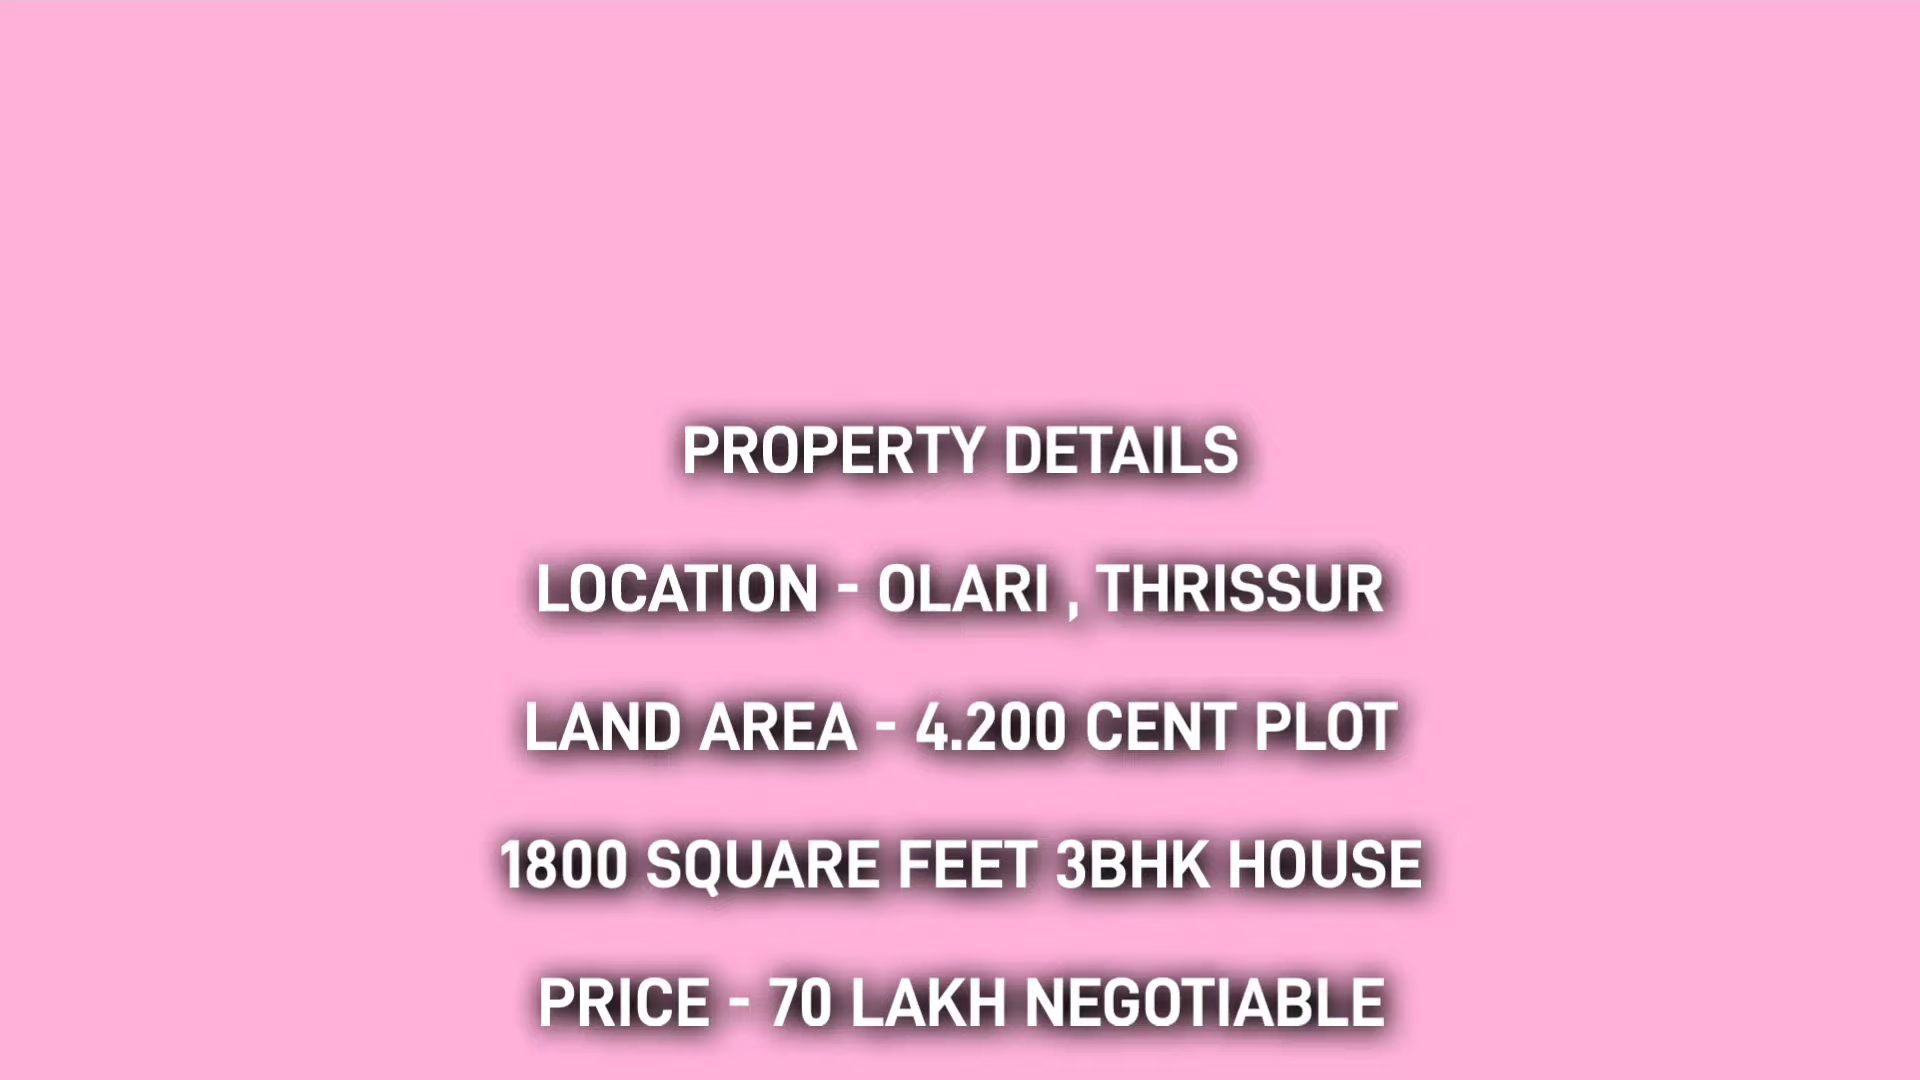 PROPERTY DETAILS
LOCATION - OLARI , THRISSUR
LAND AREA - 4.200 CENT PLOT
1800 SQUARE FEET 3BHK HOUSE
PRICE - 70 LAKH NEGOTIABLE